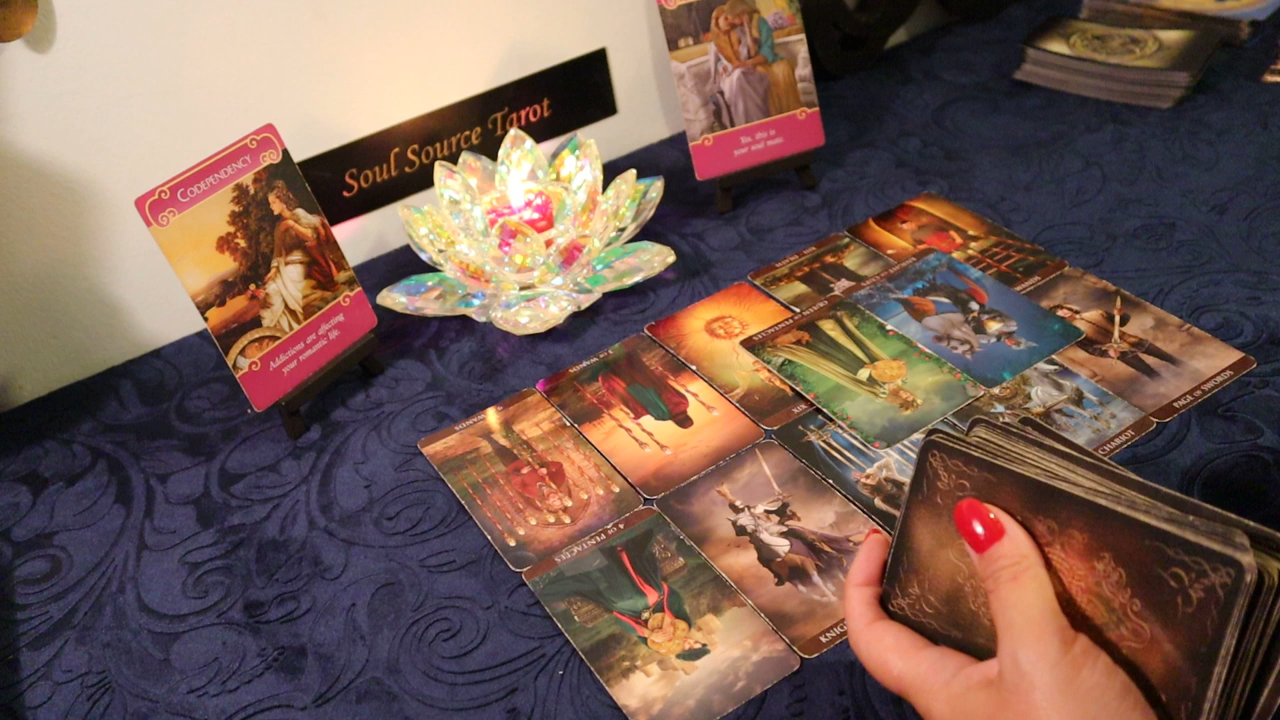 Soul Source Tarot
CODEPENDENCY
Addictions are affecting
your romantic life.
Yes, this is
your soul mate.
QUEEN OF PENTACLES
PAGE OF SWORDS
CHARIOT
4 OF PENTACLES